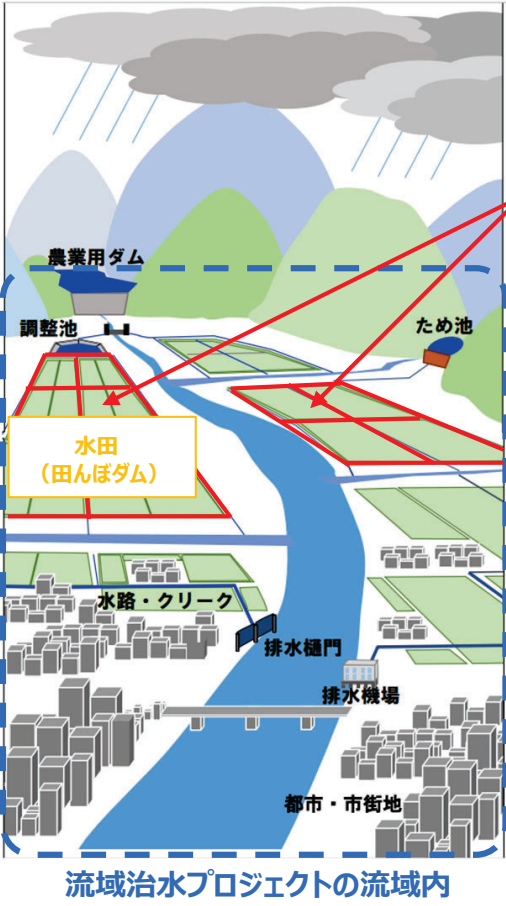 農業用ダム
調整池
ため池
水田
（田んぼダム）
水路・クリーク
排水樋門
排水機場
都市・市街地
流域治水プロジェクトの流域内